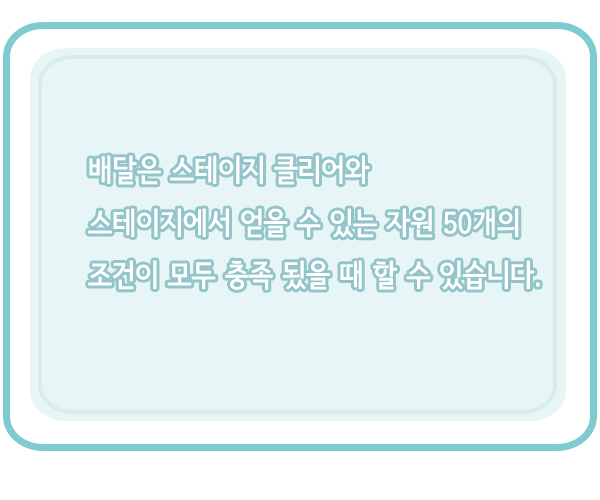 배달은 스테이지 클리어와
스테이지에서 얻을 수 있는 자원 50개의
조건이 모두 충족 됬을 때 할 수 있습니다.